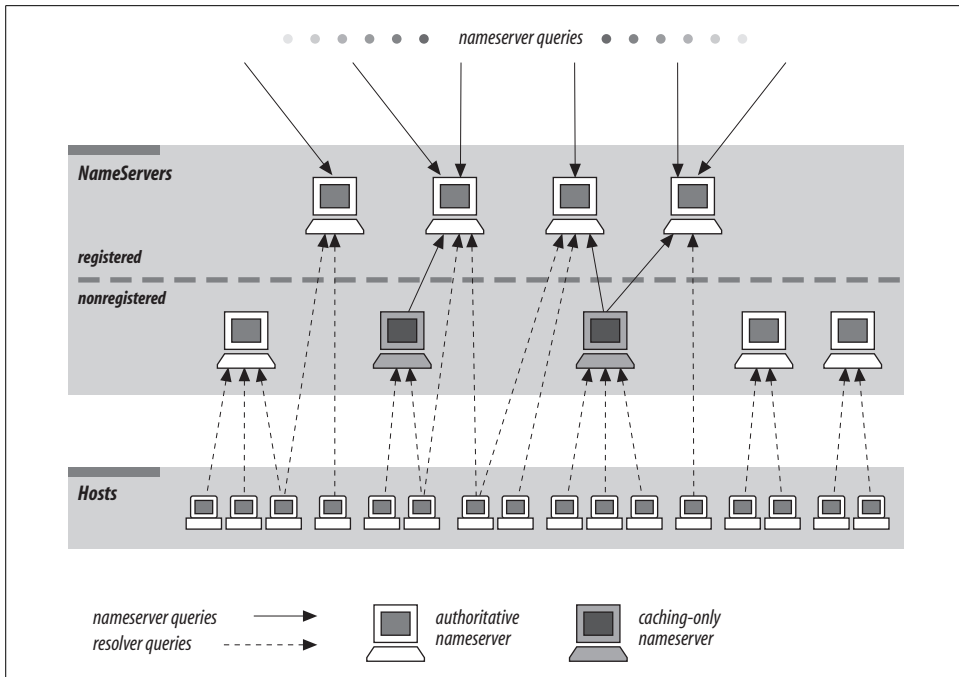 nameserver queries
NameServers
registered
nonregistered
Hosts
nameserver queries
resolver queries
authoritative
nameserver
caching-only
nameserver